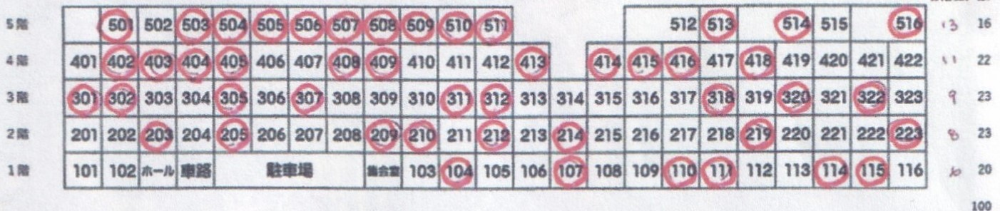 5階 501 502 503 504 505 506 507 508 509 510 511 512 513 514 515 516 13 16
4階 401 402 403 404 405 406 407 408 409 410 411 412 413 414 415 416 417 418 419 420 421 422 11 22
3階 301 302 303 304 305 306 307 308 309 310 311 312 313 314 315 316 317 318 319 320 321 322 323 9 23
2階 201 202 203 204 205 206 207 208 209 210 211 212 213 214 215 216 217 218 219 220 221 222 223 8 23
1階 101 102 ホール 車路 駐車場 集会室 103 104 105 106 107 108 109 110 111 112 113 114 115 116 20
100